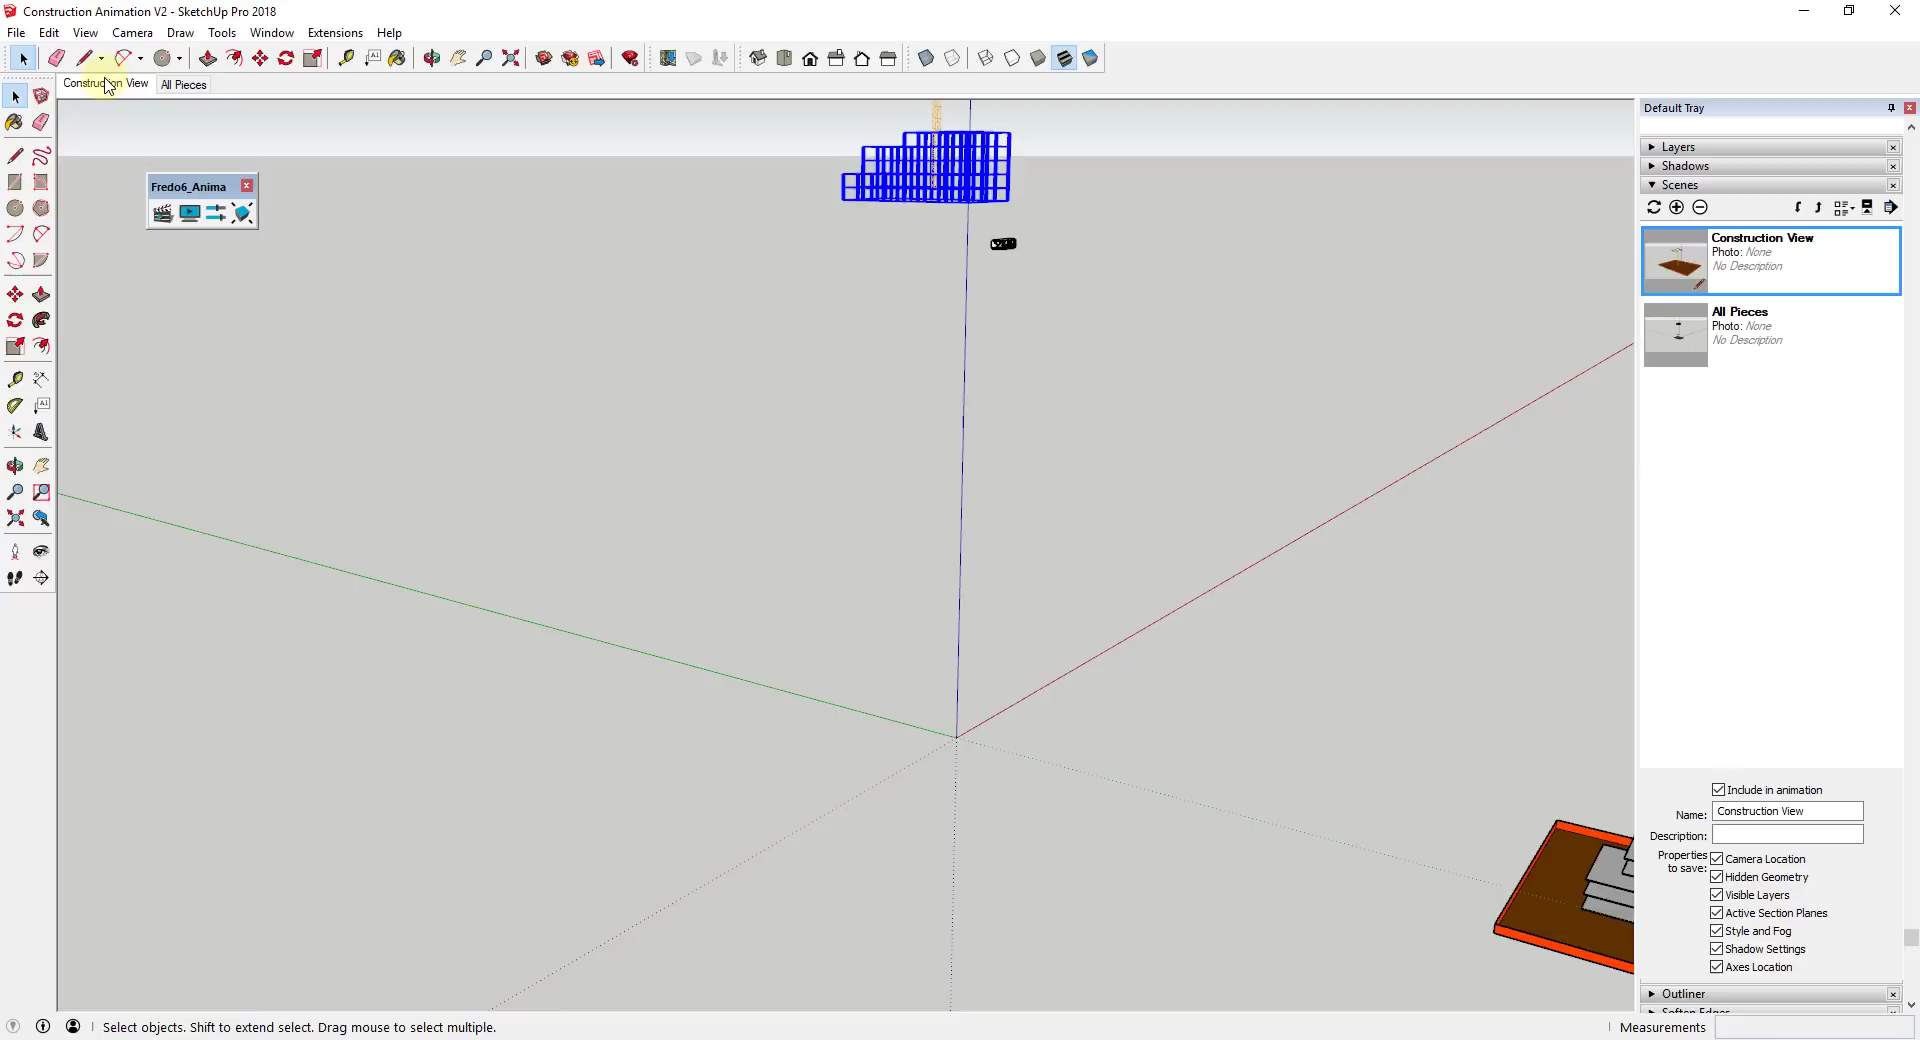 Construction Animation V2 - SketchUp Pro 2018
File Edit View Camera Draw Tools Window Extensions Help
Construction View All Pieces
Default Tray
Layers
Shadows
Scenes
Fredo6_Anima
Construction View
Photo: None
No Description
All Pieces
Photo: None
No Description
Include in animation
Name: Construction View
Description:
Properties to save:
Camera Location
Hidden Geometry
Visible Layers
Active Section Planes
Style and Fog
Shadow Settings
Axes Location
Outliner
Soften Edges
Select objects. Shift to extend select. Drag mouse to select multiple.
Measurements